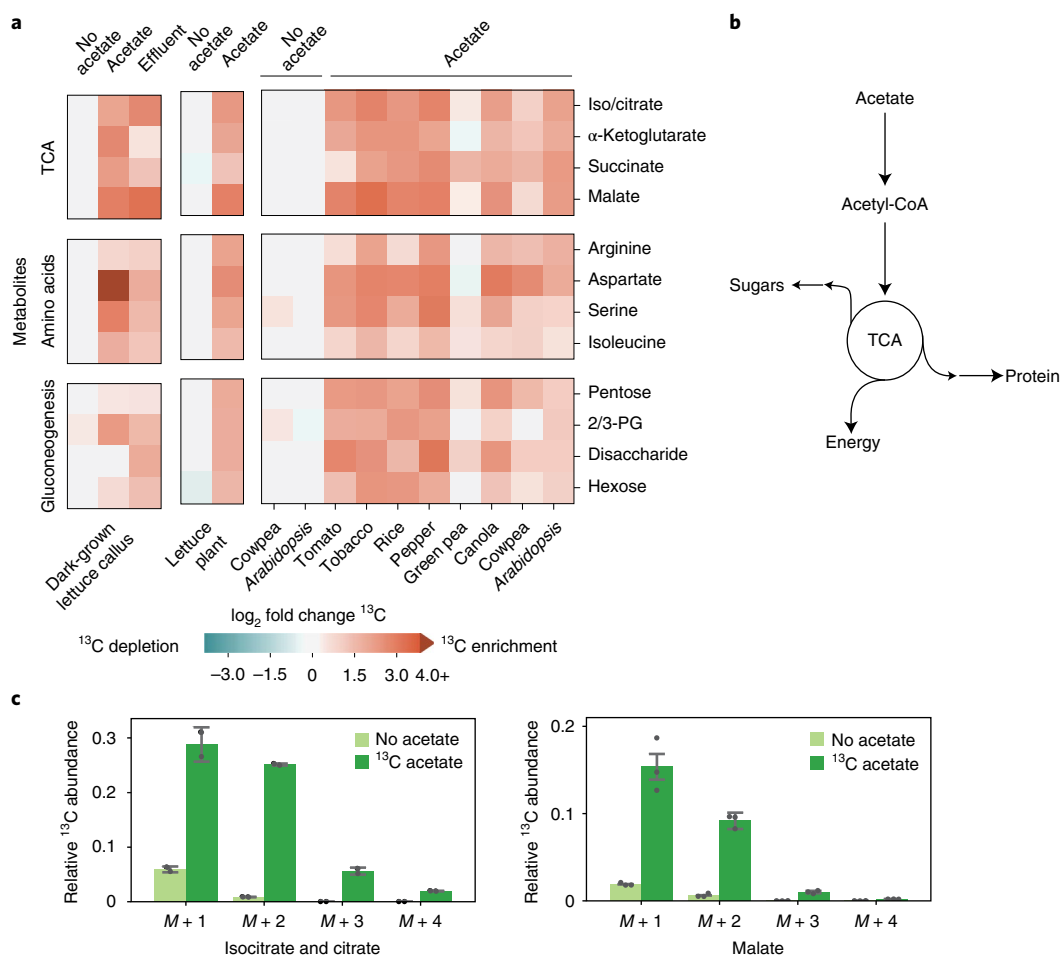 a
No acetate
Acetate
Effluent
No acetate
Acetate
No acetate
Acetate
Metabolites
TCA
Iso/citrate
α-Ketoglutarate
Succinate
Malate
Amino acids
Arginine
Aspartate
Serine
Isoleucine
Gluconeogenesis
Pentose
2/3-PG
Disaccharide
Hexose
Dark-grown
lettuce callus
Lettuce
plant
Cowpea
Arabidopsis
Tomato
Tobacco
Rice
Pepper
Green pea
Canola
Cowpea
Arabidopsis
log₂ fold change ¹³C
¹³C depletion
¹³C enrichment
−3.0 −1.5 0 1.5 3.0 4.0+
b
Acetate
Acetyl-CoA
Sugars
TCA
Protein
Energy
c
Relative ¹³C abundance
0.3
0.2
0.1
0
No acetate
¹³C acetate
M + 1 M + 2 M + 3 M + 4
Isocitrate and citrate
Relative ¹³C abundance
0.2
0.1
0
No acetate
¹³C acetate
M + 1 M + 2 M + 3 M + 4
Malate